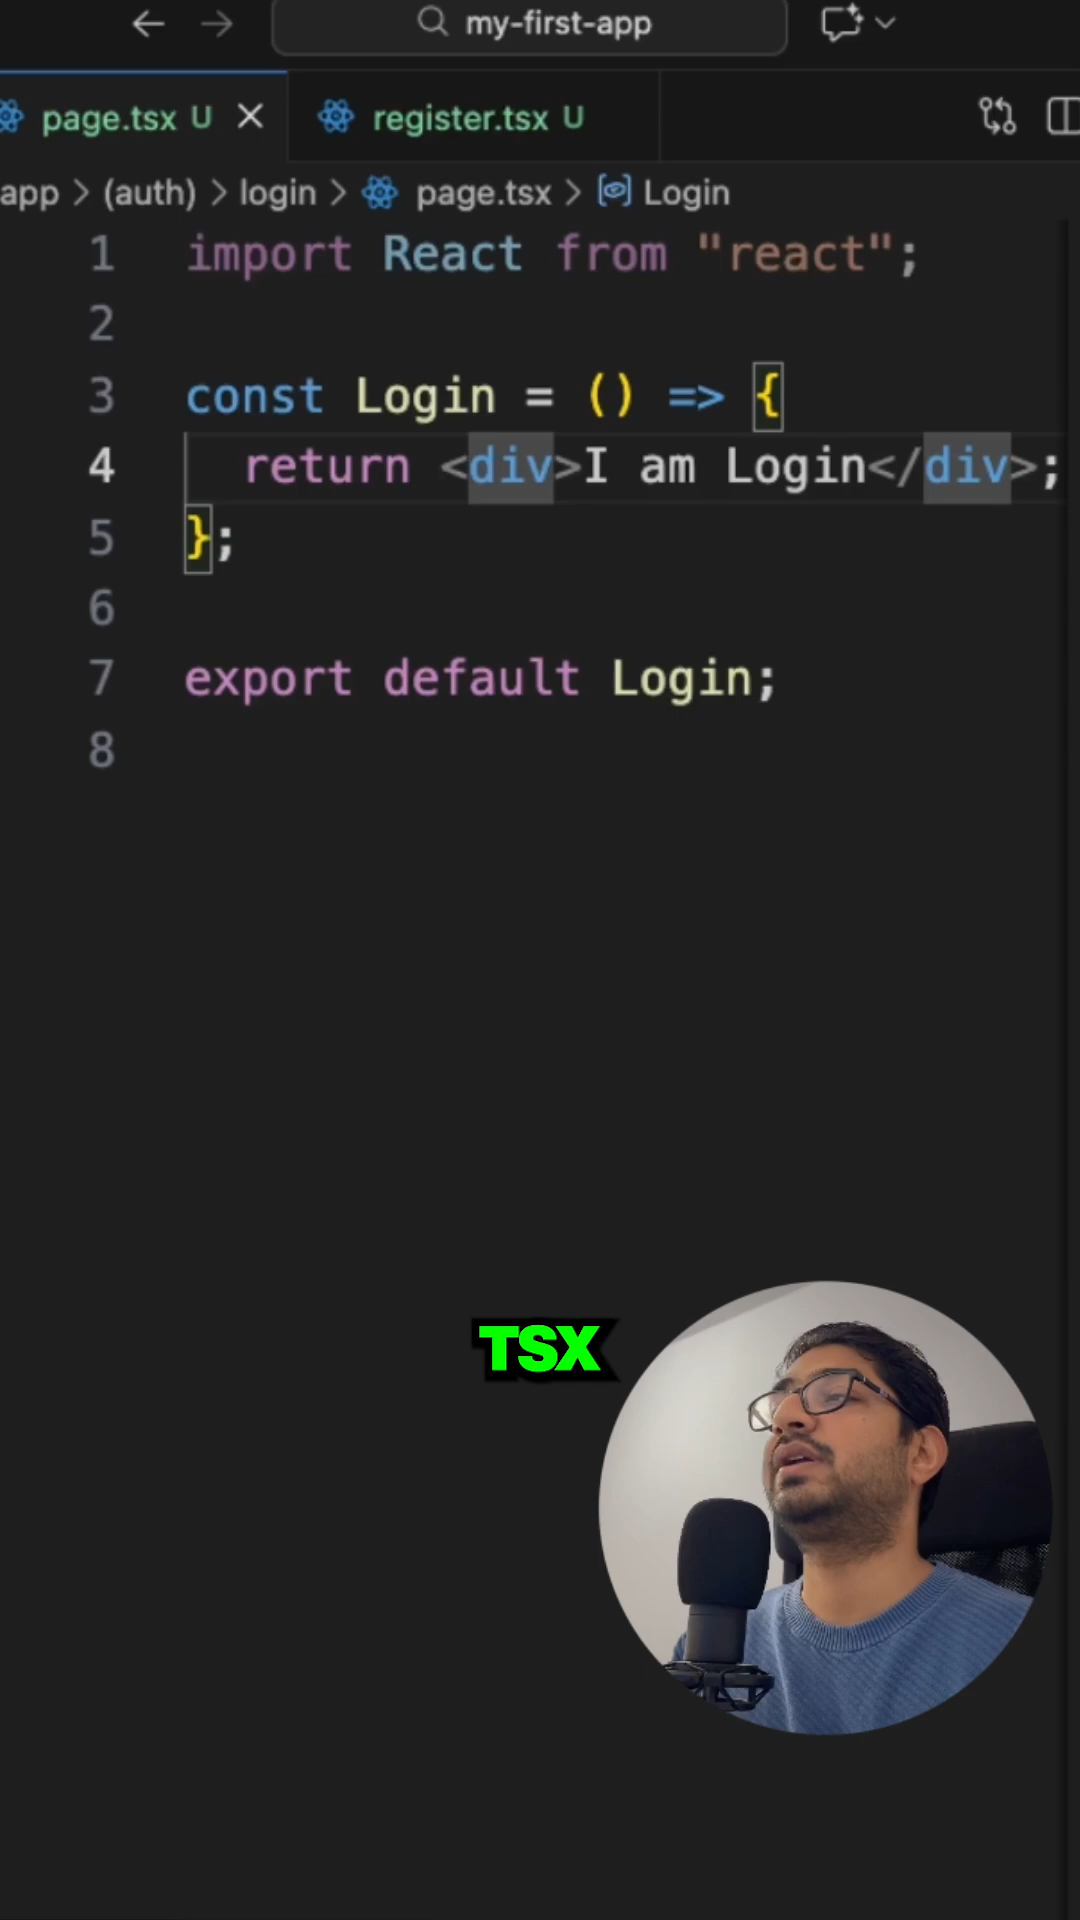 my-first-app
page.tsx U register.tsx U
app > (auth) > login > page.tsx > Login
1 import React from "react";
2
3 const Login = () => {
4 return <div>I am Login</div>;
5 };
6
7 export default Login;
8
TSX